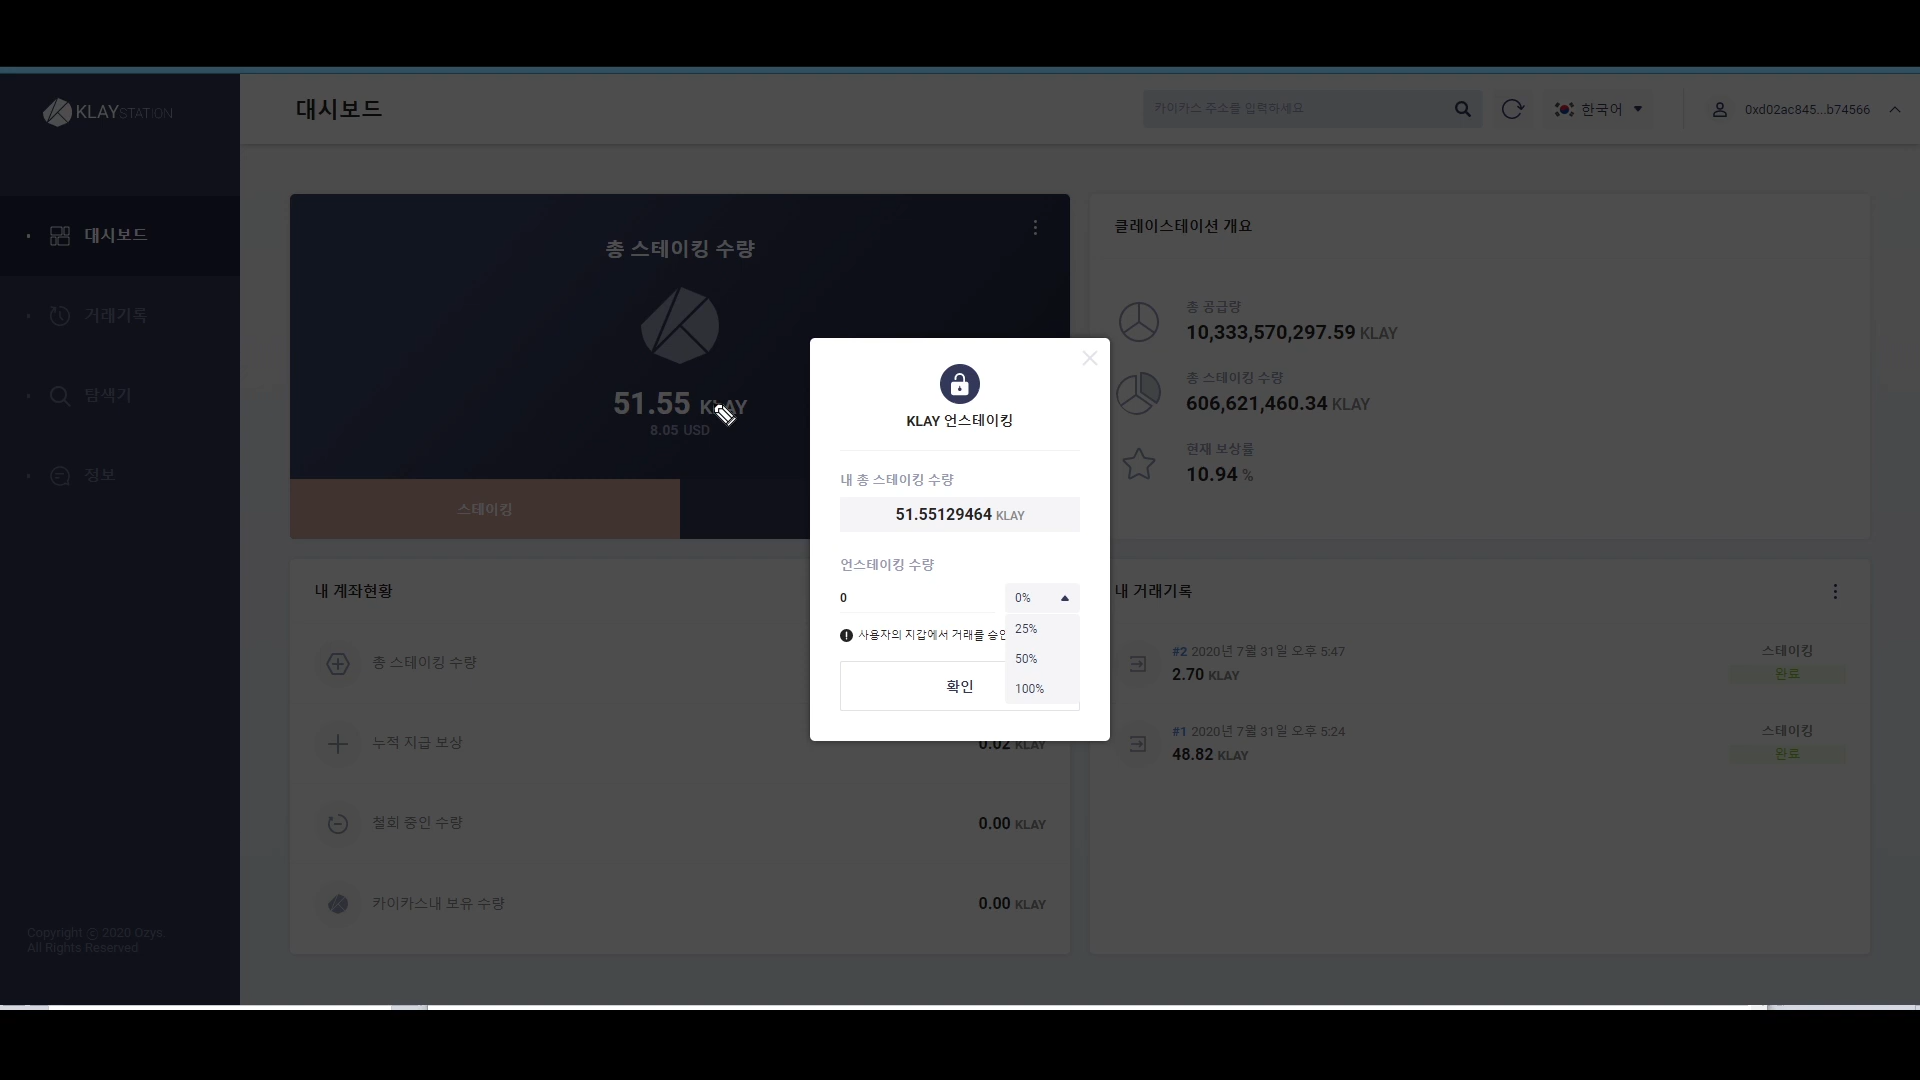 KLAYSTATION
대시보드
카이카스 주소를 입력하세요
한국어
0xd02ac845...b74566
대시보드
거래기록
탐색기
정보
Copyright ⓒ 2020 Ozys.
All Rights Reserved
총 스테이킹 수량
51.55 KLAY
8.05 USD
스테이킹
클레이스테이션 개요
총 공급량
10,333,570,297.59 KLAY
총 스테이킹 수량
606,621,460.34 KLAY
현재 보상률
10.94 %
KLAY 언스테이킹
내 총 스테이킹 수량
51.55129464 KLAY
언스테이킹 수량
0
0%
25%
50%
100%
사용자의 지갑에서 거래를
확인
내 계좌현황
총 스테이킹 수량
누적 지급 보상
0.02 KLAY
철회 중인 수량
0.00 KLAY
카이카스내 보유 수량
0.00 KLAY
내 거래기록
#2 2020년 7월 31일 오후 5:47
스테이킹
2.70 KLAY
완료
#1 2020년 7월 31일 오후 5:24
스테이킹
48.82 KLAY
완료